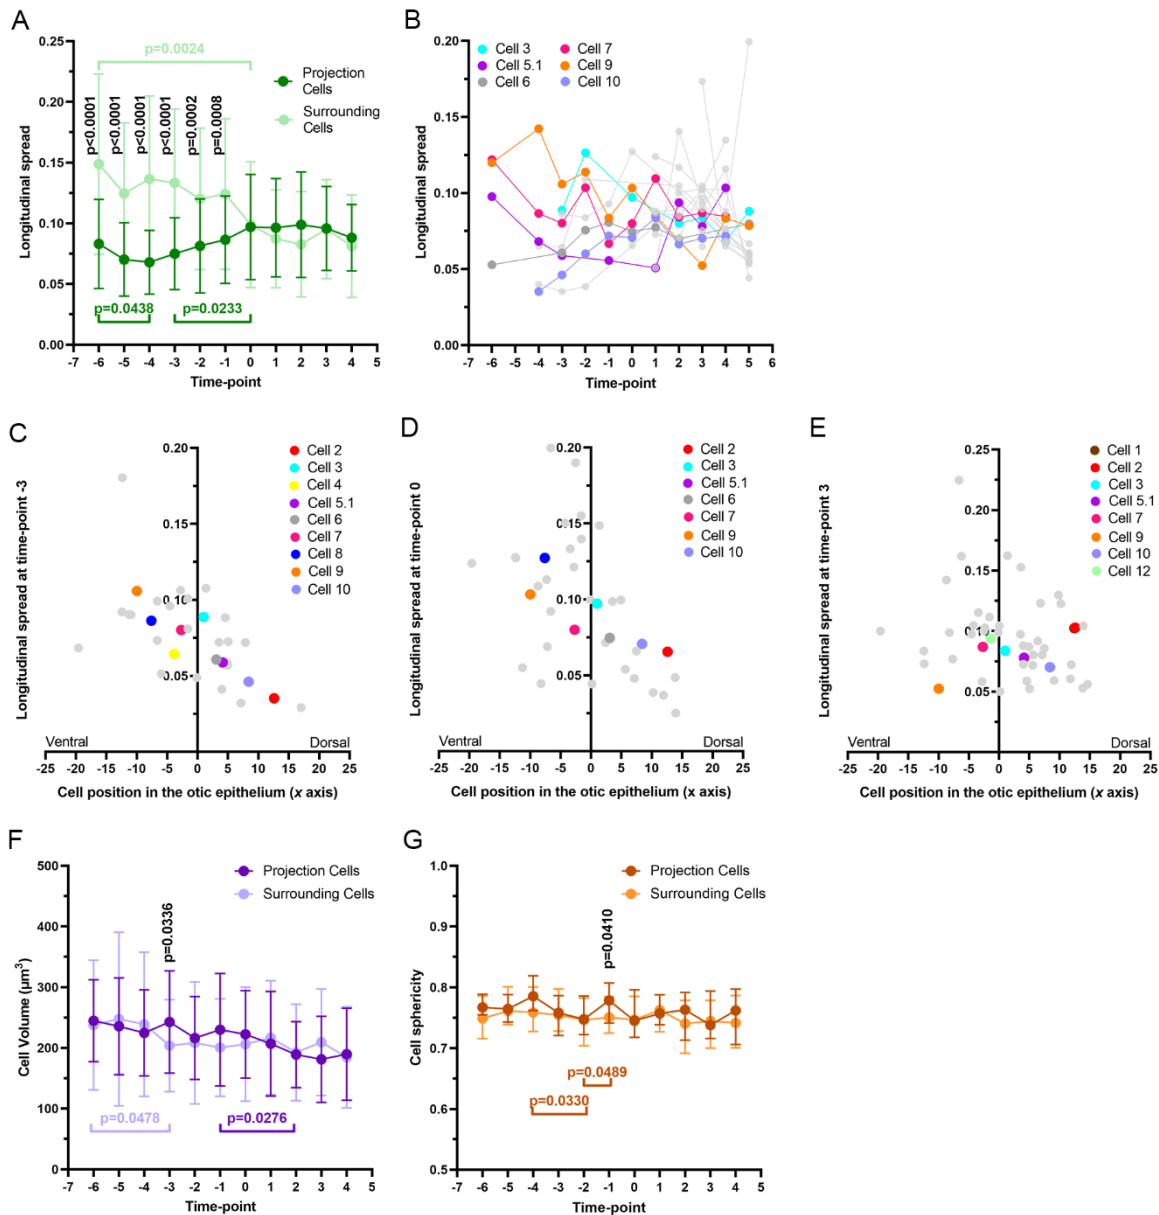 A
Longitudinal spread
0.25
0.20
0.15
0.10
0.05
0.00
p=0.0024
p<0.0001
p<0.0001
p<0.0001
p<0.0001
p=0.0002
p=0.0008
Projection
Cells
Surrounding
Cells
p=0.0438
p=0.0233
-7 -6 -5 -4 -3 -2 -1 0 1 2 3 4 5
Time-point
B
Longitudinal spread
0.20
0.15
0.10
0.05
0.00
Cell 3 Cell 7
Cell 5.1 Cell 9
Cell 6 Cell 10
-7 -6 -5 -4 -3 -2 -1 0 1 2 3 4 5 6
Time-point
C
Longitudinal spread at time-point -3
0.20
0.15
0.10
0.05
Cell 2
Cell 3
Cell 4
Cell 5.1
Cell 6
Cell 7
Cell 8
Cell 9
Cell 10
Ventral Dorsal
-25 -20 -15 -10 -5 0 5 10 15 20 25
Cell position in the otic epithelium (x axis)
D
Longitudinal spread at time-point 0
0.20
0.15
0.10
0.05
Cell 2
Cell 3
Cell 5.1
Cell 6
Cell 7
Cell 9
Cell 10
Ventral Dorsal
-25 -20 -15 -10 -5 0 5 10 15 20 25
Cell position in the otic epithelium (x axis)
E
Longitudinal spread at time-point 3
0.25
0.20
0.15
0.10
0.05
Cell 1
Cell 2
Cell 3
Cell 5.1
Cell 7
Cell 9
Cell 10
Cell 12
Ventral Dorsal
-25 -20 -15 -10 -5 0 5 10 15 20 25
Cell position in the otic epithelium (x axis)
F
Cell Volume (µm³)
500
400
300
200
100
0
Projection Cells
Surrounding Cells
p=0.0336
p=0.0478
p=0.0276
-7 -6 -5 -4 -3 -2 -1 0 1 2 3 4 5
Time-point
G
Cell sphericity
1.0
0.9
0.8
0.7
0.6
0.5
Projection Cells
Surrounding Cells
p=0.0410
p=0.0489
p=0.0330
-7 -6 -5 -4 -3 -2 -1 0 1 2 3 4 5
Time-point